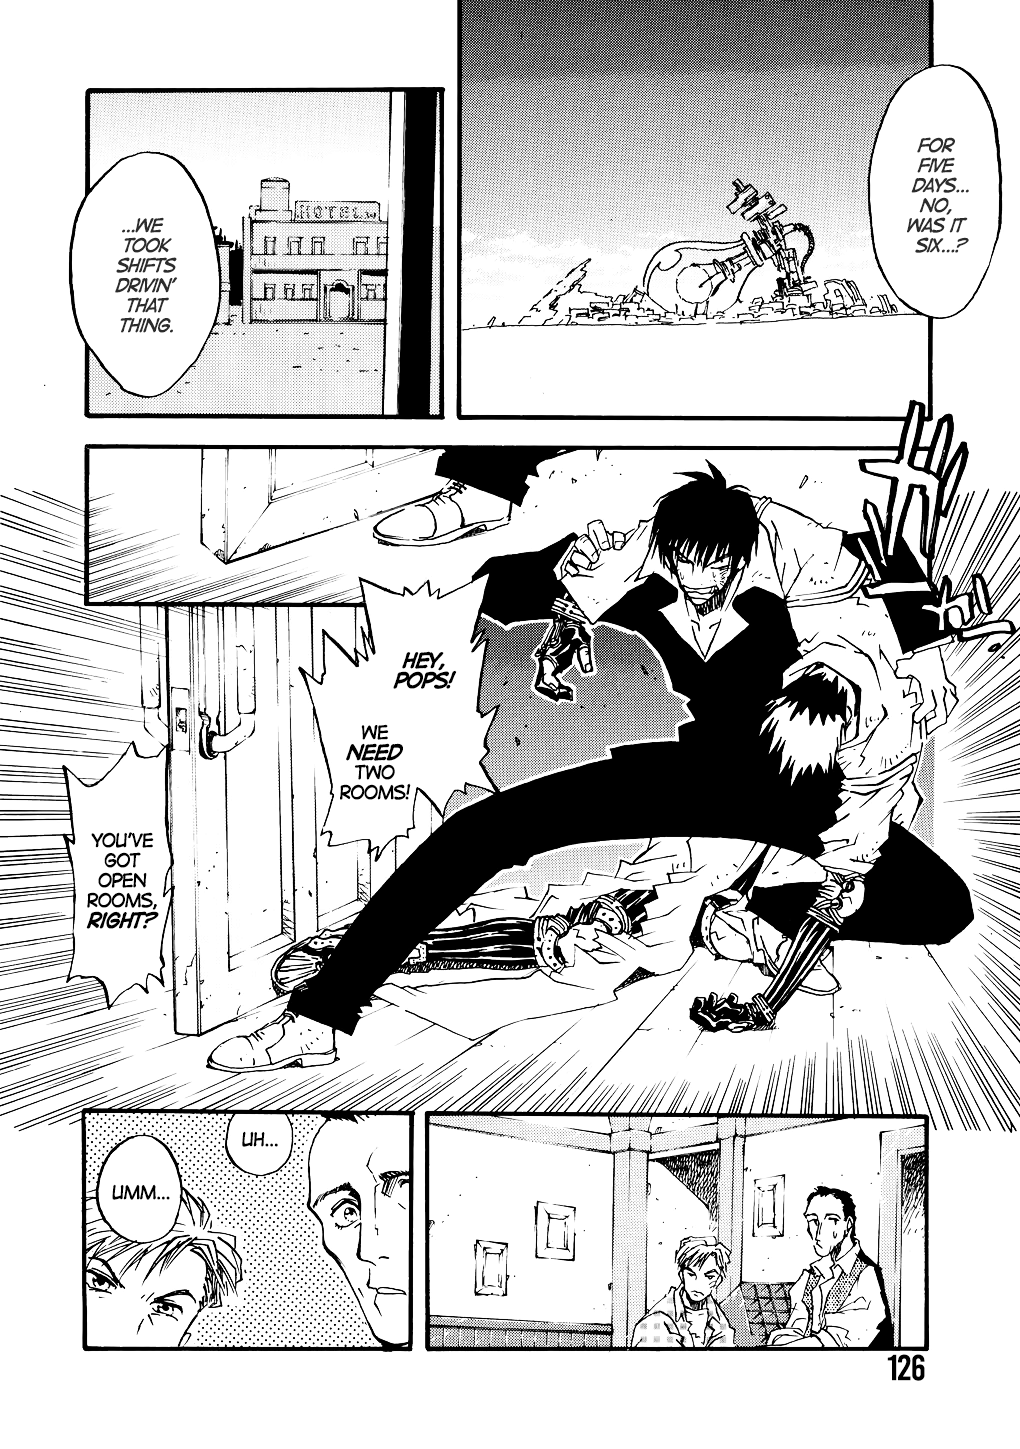 FOR
FIVE
DAYS...
NO,
WAS IT
SIX...?
...WE
TOOK
SHIFTS
DRIVIN'
THAT
THING.
HOTEL
HEY,
POPS!
WE
NEED
TWO
ROOMS!
YOU'VE
GOT
OPEN
ROOMS,
RIGHT?
UH...
UMM...
126